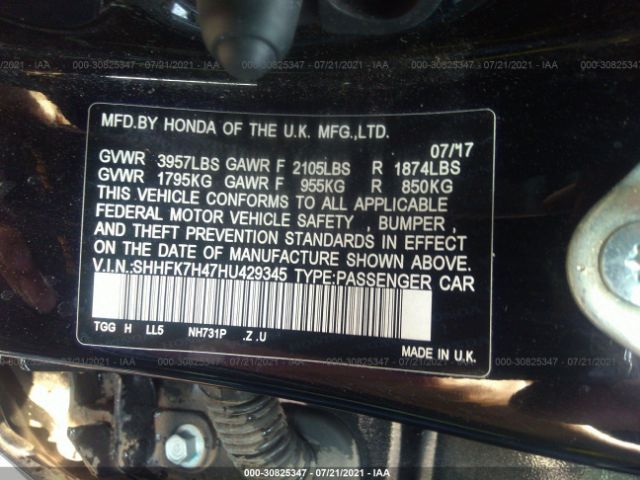 000-30825347 / 07/21/2021 - IAA
MFD.BY HONDA OF THE U.K. MFG.,LTD.
07/'17
GVWR 3957LBS GAWR F 2105LBS R 1874LBS
GVWR 1795KG GAWR F 955KG R 850KG
THIS VEHICLE CONFORMS TO ALL APPLICABLE
FEDERAL MOTOR VEHICLE SAFETY , BUMPER ,
AND THEFT PREVENTION STANDARDS IN EFFECT
ON THE DATE OF MANUFACTURE SHOWN ABOVE.
V.I.N:SHHFK7H47HU429345 TYPE:PASSENGER CAR
TGG H LL5 NH731P .Z .U
MADE IN U.K.
000-30825347 / 07/21/2021 - IAA